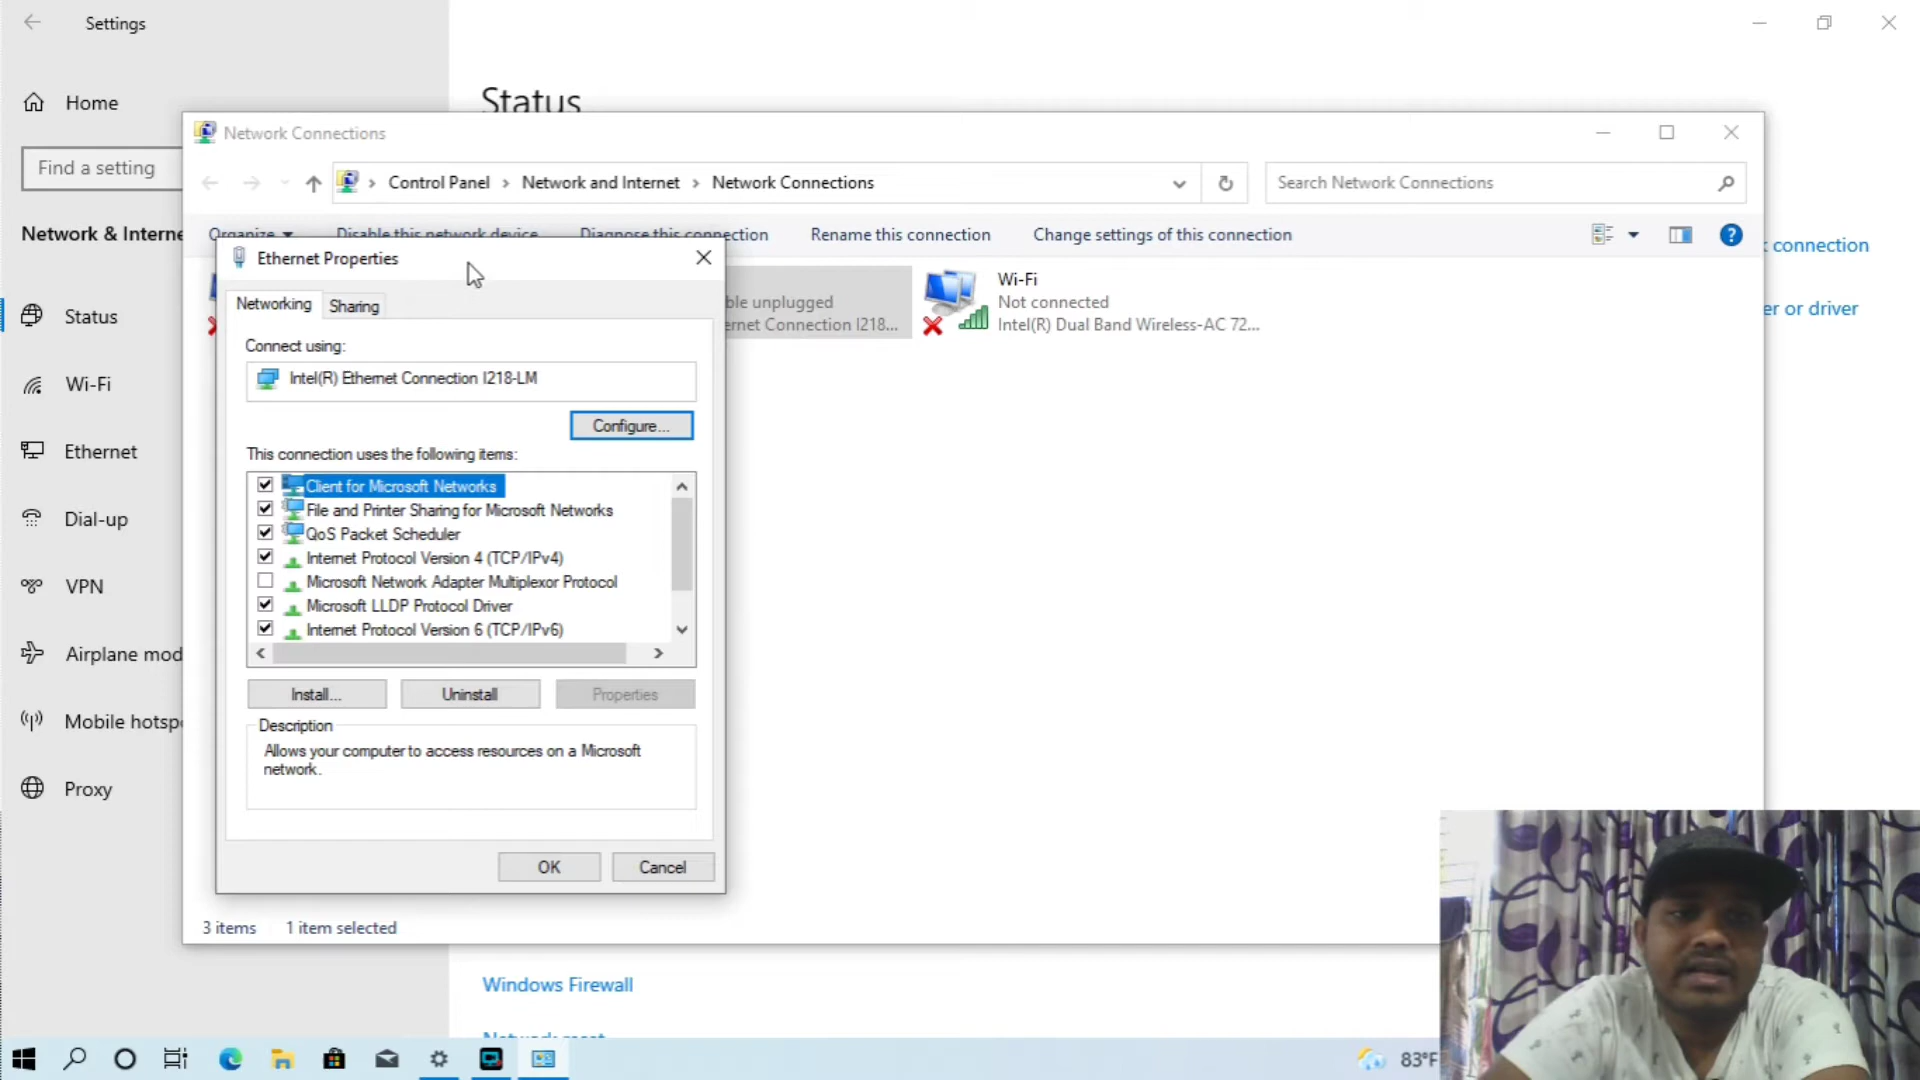 Settings
Home
Find a setting
Network & Interne
Status
Wi-Fi
Ethernet
Dial-up
VPN
Airplane mod
Mobile hotsp
Proxy
Status
Network Connections
Control Panel
Network and Internet
Network Connections
Search Network Connections
Organize
Disable this network device
Diagnose this connection
Rename this connection
Change settings of this connection
ble unplugged
ernet Connection I218...
Wi-Fi
Not connected
Intel(R) Dual Band Wireless-AC 72...
connection
er or driver
Ethernet Properties
Networking
Sharing
Connect using:
Intel(R) Ethernet Connection I218-LM
Configure...
This connection uses the following items:
Client for Microsoft Networks
File and Printer Sharing for Microsoft Networks
QoS Packet Scheduler
Internet Protocol Version 4 (TCP/IPv4)
Microsoft Network Adapter Multiplexor Protocol
Microsoft LLDP Protocol Driver
Internet Protocol Version 6 (TCP/IPv6)
Install...
Uninstall
Properties
Description
Allows your computer to access resources on a Microsoft
network.
OK
Cancel
3 items
1 item selected
Windows Firewall
83°F